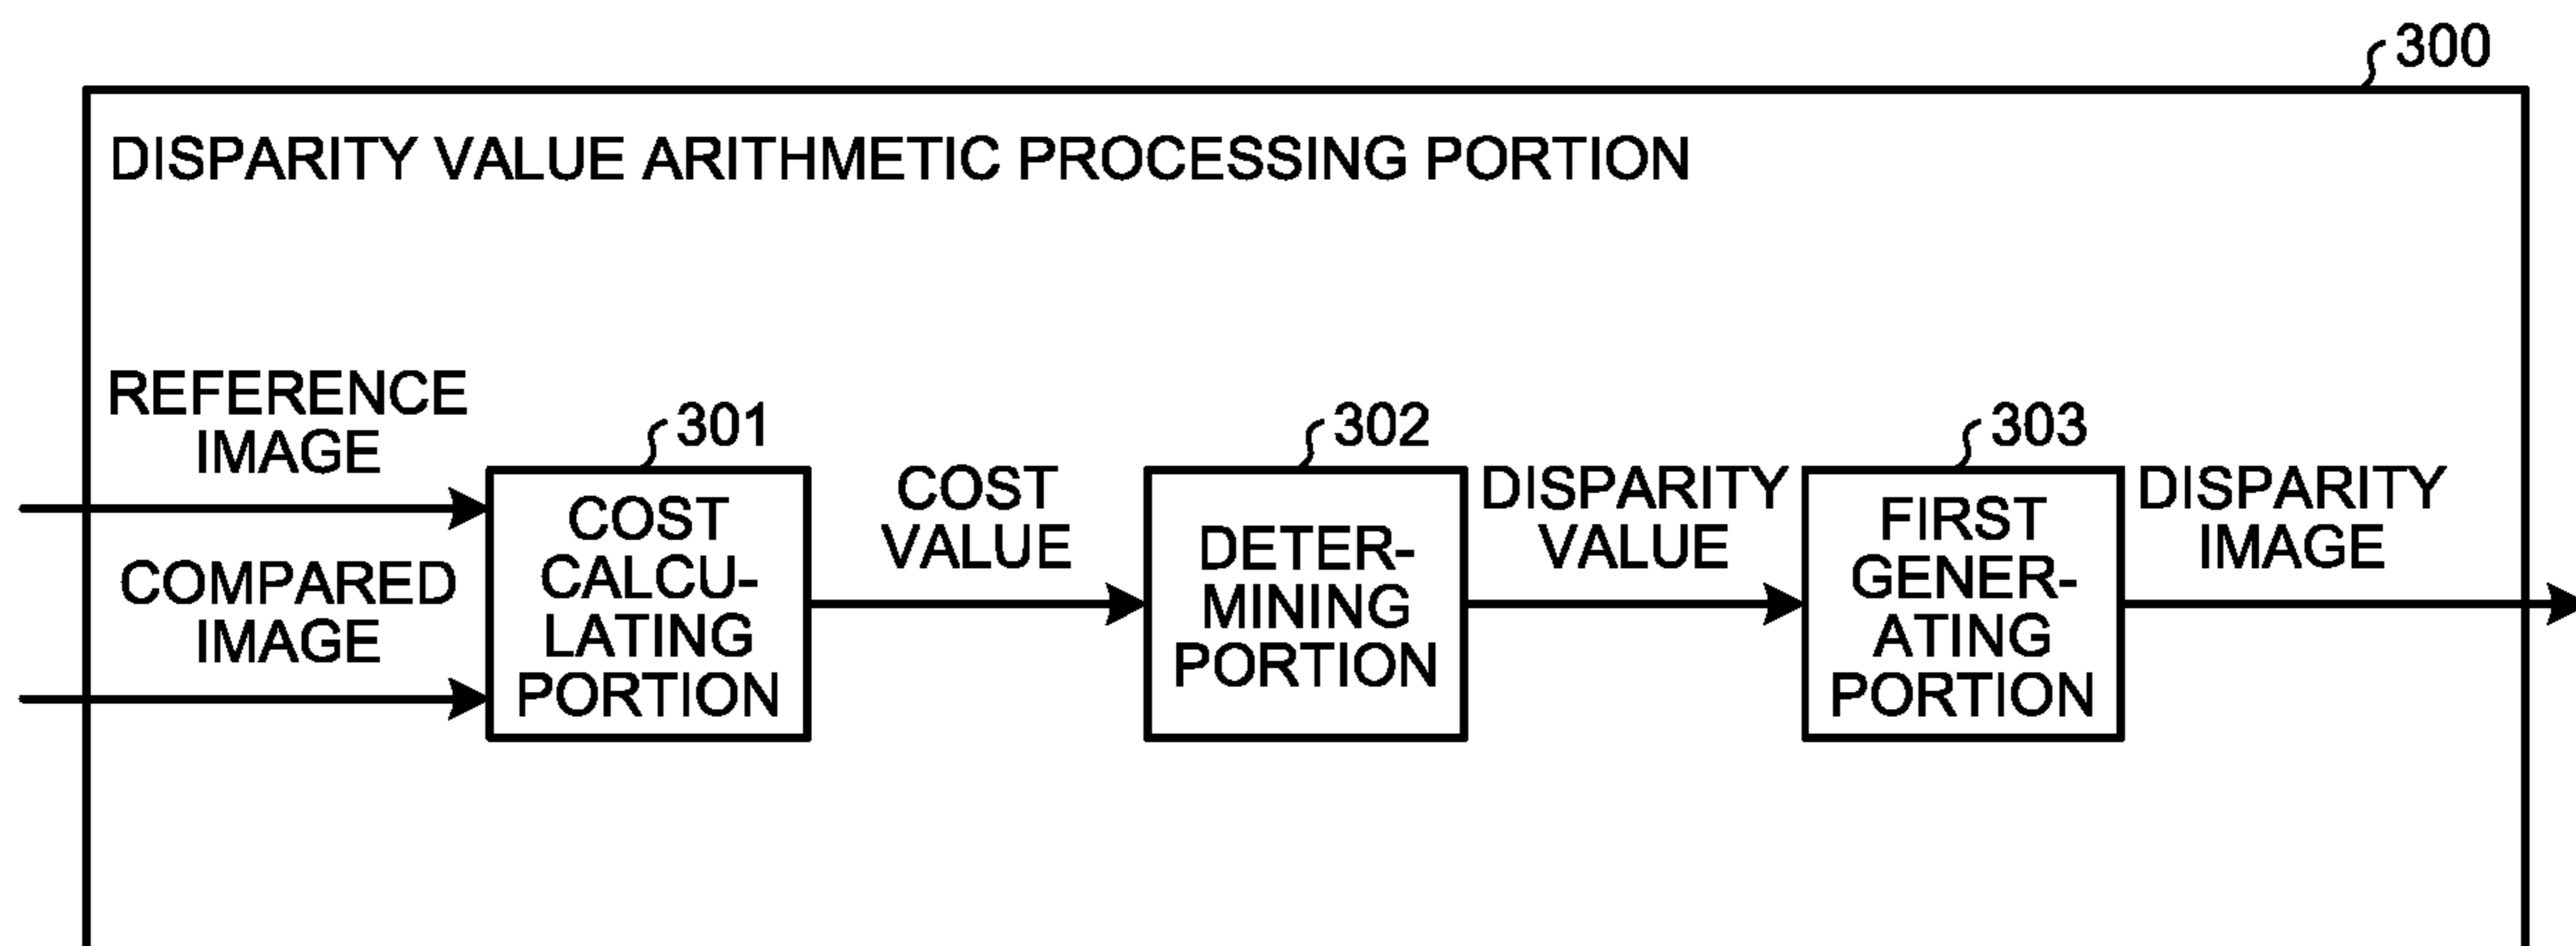 300
DISPARITY VALUE ARITHMETIC PROCESSING PORTION
REFERENCE
IMAGE
COMPARED
IMAGE
301
COST
CALCU-
LATING
PORTION
COST
VALUE
302
DETER-
MINING
PORTION
DISPARITY
VALUE
303
FIRST
GENER-
ATING
PORTION
DISPARITY
IMAGE